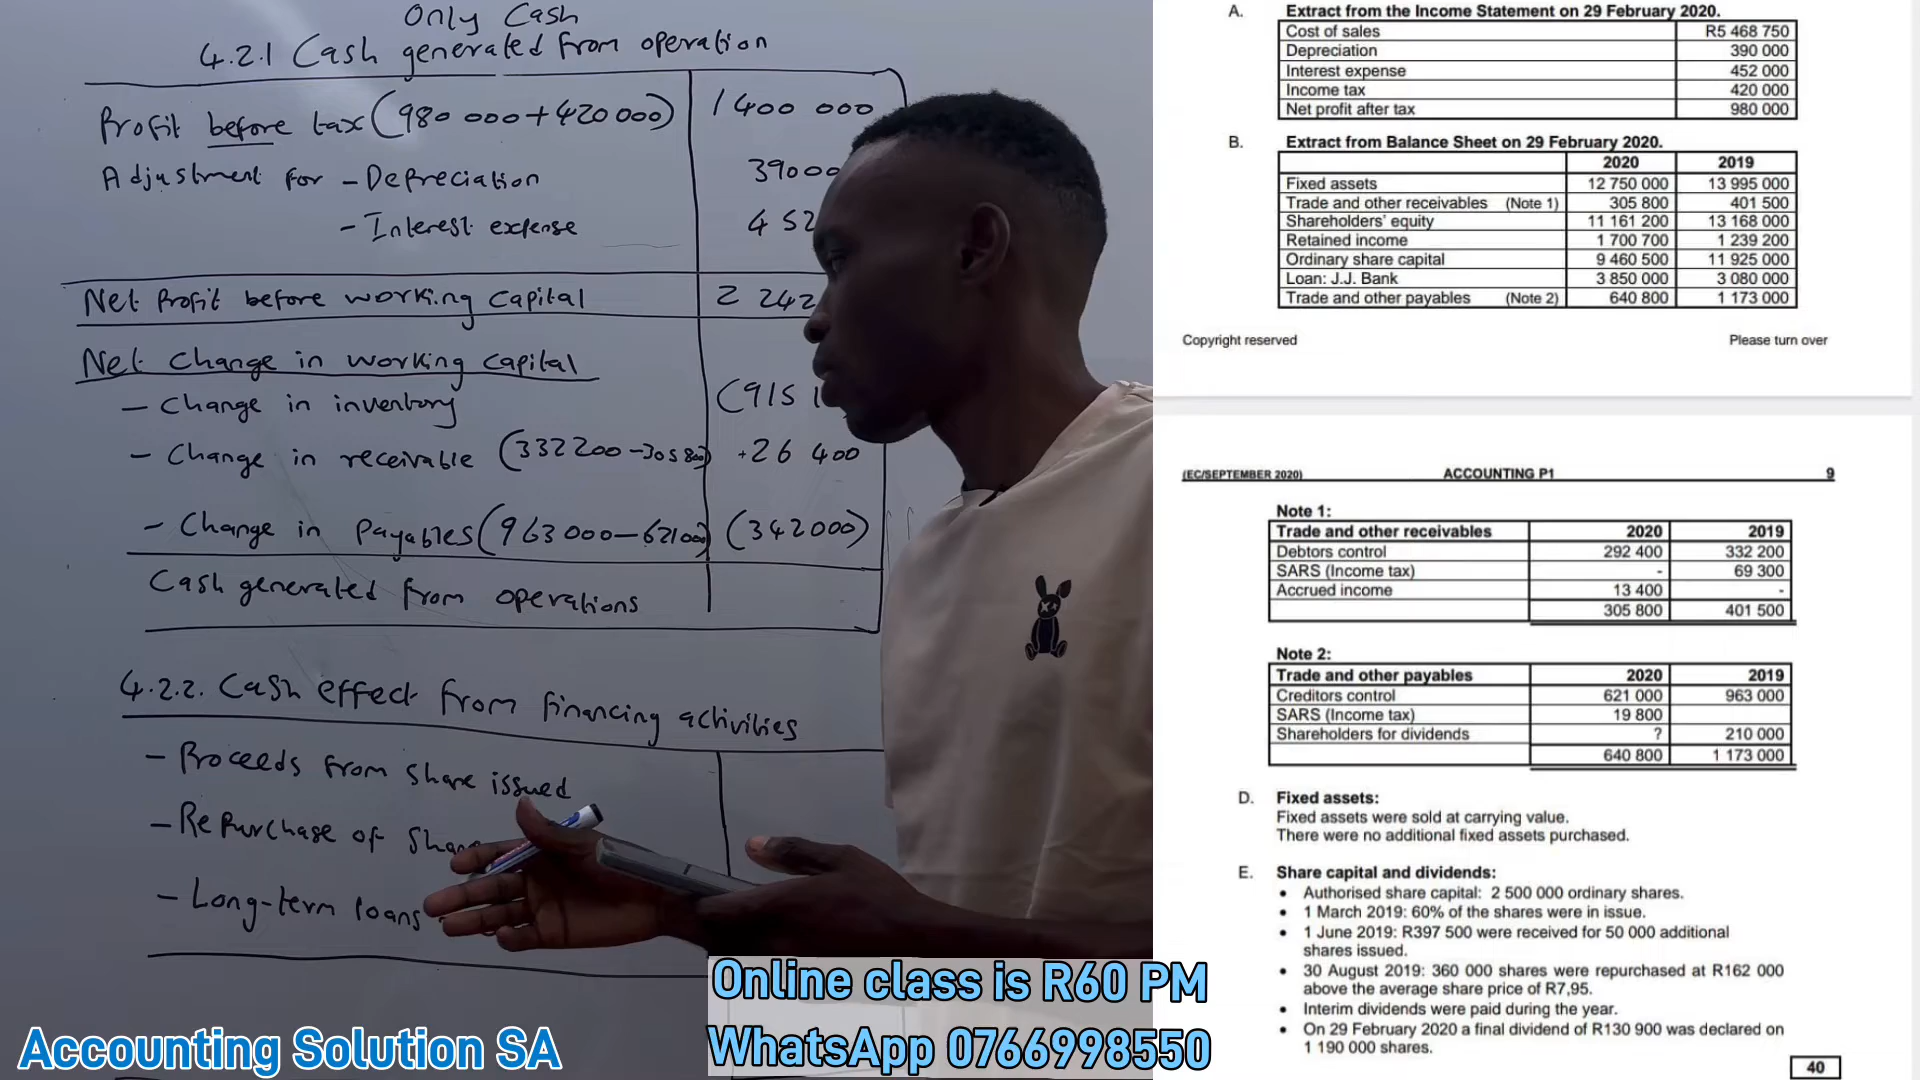 Only Cash
4.2.1 Cash generated from operation
Profit before tax (980 000 + 420 000) 1 400 000
Adjustment for - Depreciation 39000
- Interest expense 4 52
Net Profit before working capital 2 242
Net Change in working capital
- Change in inventory (915
- Change in receivable (332200-305800) +26 400
- Change in payables (963000-621000) (342000)
Cash generated from operations
4.2.2. Cash effect from financing activities
- Proceeds from share issued
- Repurchase of Shar
- Long-term loans
Online class is R60 PM
WhatsApp 0766998550
Accounting Solution SA
A. Extract from the Income Statement on 29 February 2020.
Cost of sales R5 468 750
Depreciation 390 000
Interest expense 452 000
Income tax 420 000
Net profit after tax 980 000
B. Extract from Balance Sheet on 29 February 2020.
2020 2019
Fixed assets 12 750 000 13 995 000
Trade and other receivables (Note 1) 305 800 401 500
Shareholders' equity 11 161 200 13 168 000
Retained income 1 700 700 1 239 200
Ordinary share capital 9 460 500 11 925 000
Loan: J.J. Bank 3 850 000 3 080 000
Trade and other payables (Note 2) 640 800 1 173 000
Copyright reserved Please turn over
(EC/SEPTEMBER 2020) ACCOUNTING P1 9
Note 1:
Trade and other receivables 2020 2019
Debtors control 292 400 332 200
SARS (Income tax) - 69 300
Accrued income 13 400 -
305 800 401 500
Note 2:
Trade and other payables 2020 2019
Creditors control 621 000 963 000
SARS (Income tax) 19 800
Shareholders for dividends ? 210 000
640 800 1 173 000
D. Fixed assets:
Fixed assets were sold at carrying value.
There were no additional fixed assets purchased.
E. Share capital and dividends:
• Authorised share capital: 2 500 000 ordinary shares.
• 1 March 2019: 60% of the shares were in issue.
• 1 June 2019: R397 500 were received for 50 000 additional
shares issued.
• 30 August 2019: 360 000 shares were repurchased at R162 000
above the average share price of R7,95.
• Interim dividends were paid during the year.
• On 29 February 2020 a final dividend of R130 900 was declared on
1 190 000 shares.
40